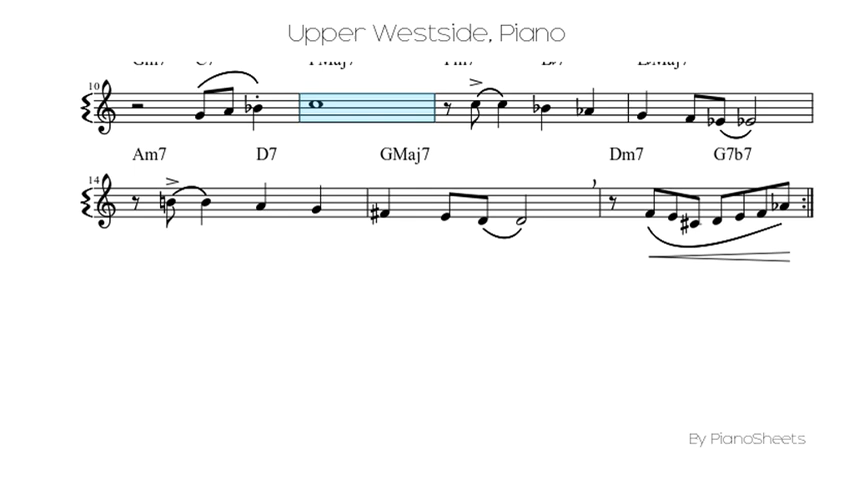 Upper Westside, Piano
10
Am7 D7 GMaj7 Dm7 G7b7
14
By PianoSheets